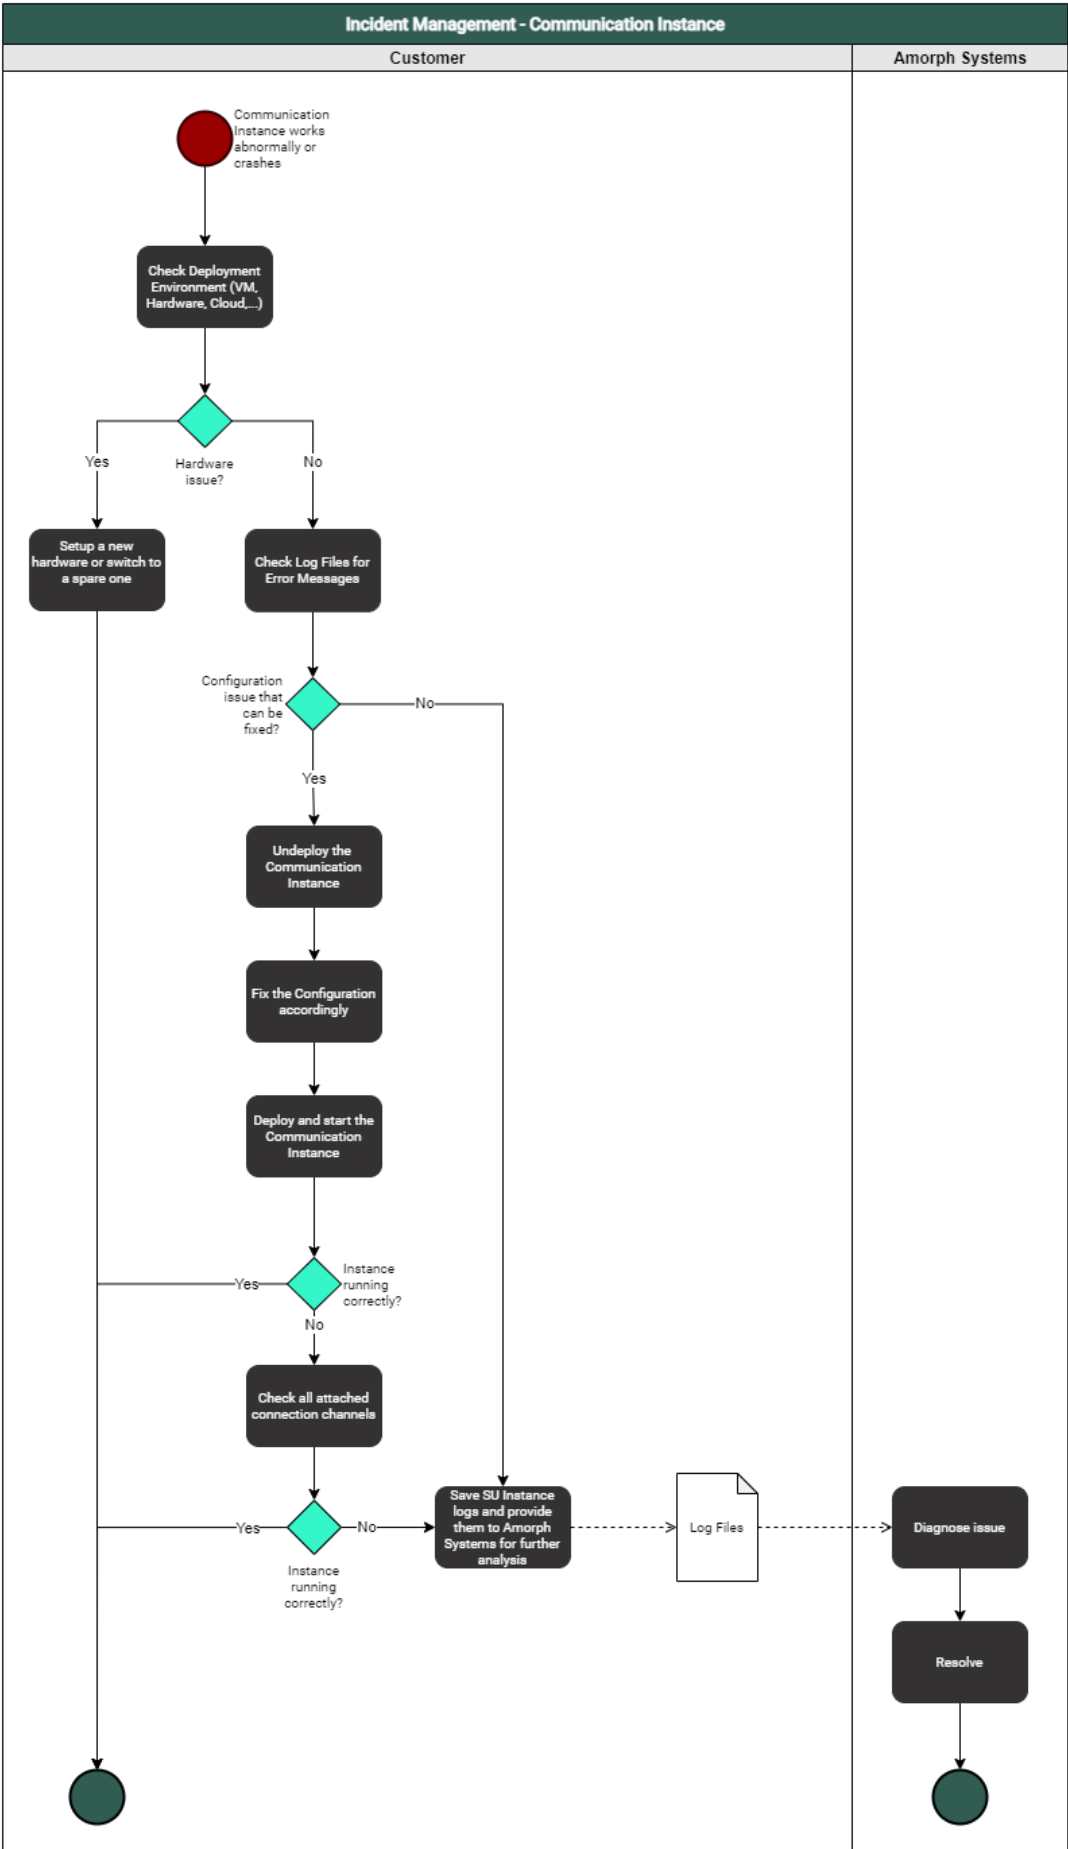 Incident Management - Communication Instance
Customer
Amorph Systems
Communication
Instance works
abnormally or
crashes
Check Deployment
Environment (VM,
Hardware, Cloud,...)
Yes
Hardware
issue?
No
Setup a new
hardware or switch to
a spare one
Check Log Files for
Error Messages
Configuration
issue that
can be
fixed?
No
Yes
Undeploy the
Communication
Instance
Fix the Configuration
accordingly
Deploy and start the
Communication
Instance
Yes
Instance
running
correctly?
No
Check all attached
connection channels
Yes
No
Instance
running
correctly?
Save SU Instance
logs and provide
them to Amorph
Systems for further
analysis
Log Files
Diagnose issue
Resolve